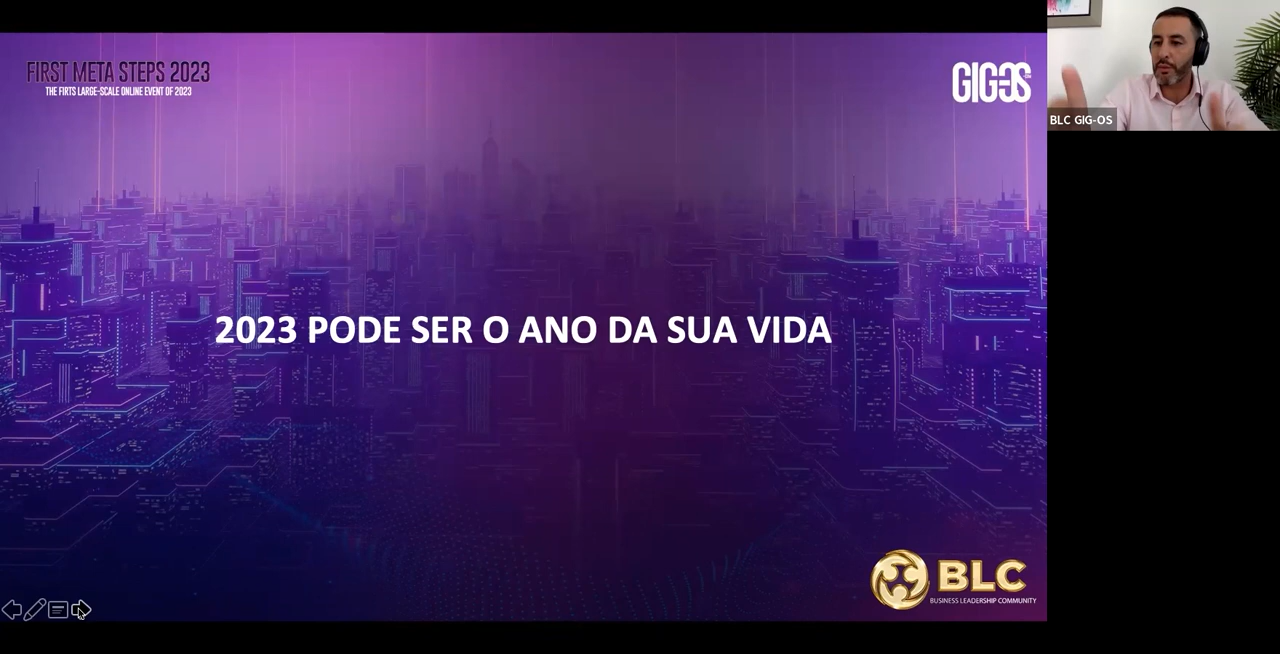 FIRST META STEPS 2023
THE FIRTS LARGE-SCALE ONLINE EVENT OF 2023
BLC GIG-OS
2023 PODE SER O ANO DA SUA VIDA
BLC
BUSINESS LEADERSHIP COMMUNITY